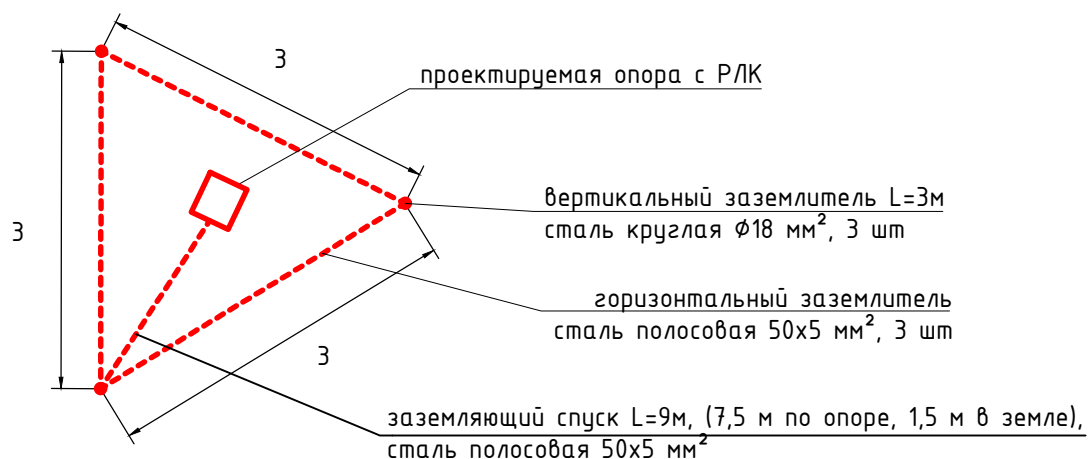 3
проектируемая опора с РЛК
3
вертикальный заземлитель L=3м
сталь круглая Ф18 мм², 3 шт
горизонтальный заземлитель
сталь полосовая 50х5 мм², 3 шт
3
заземляющий спуск L=9м, (7,5 м по опоре, 1,5 м в земле),
сталь полосовая 50х5 мм²